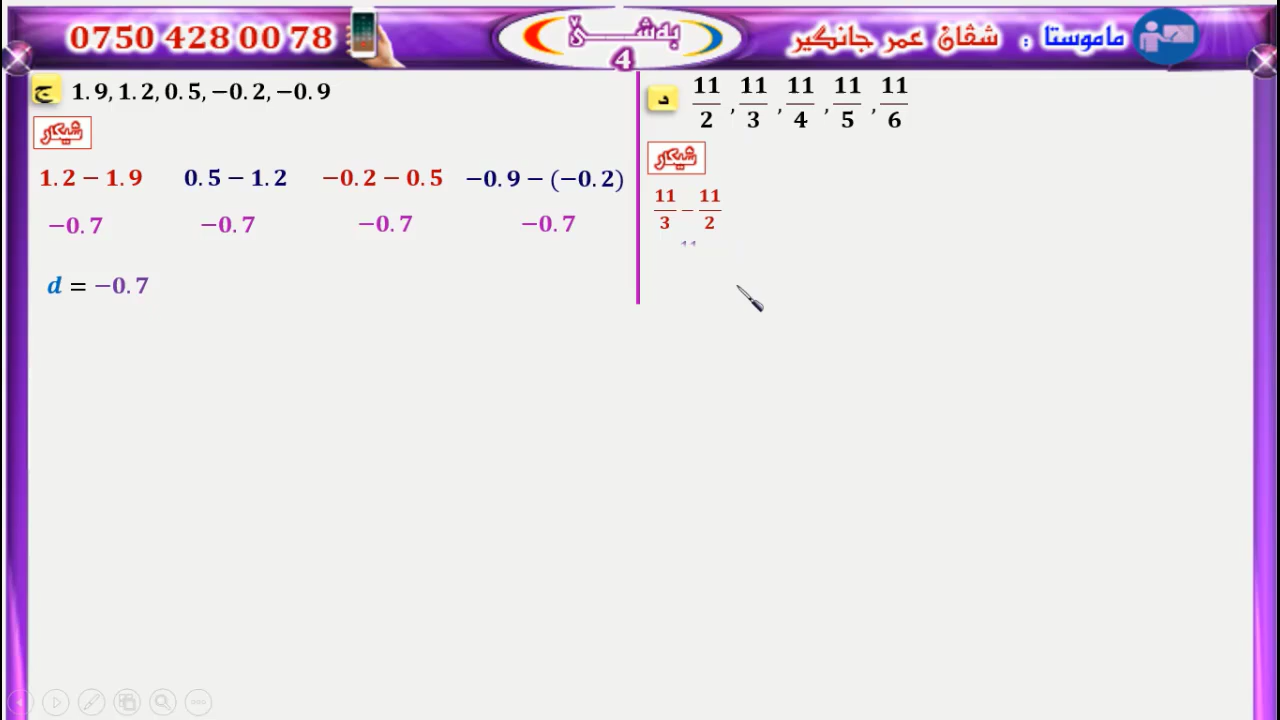 0750 428 00 78
بەشێ
4
ماموستا : شڤان عمر جانگیر
ج 1.9, 1.2, 0.5, −0.2, −0.9
شیکار
1.2 − 1.9 0.5 − 1.2 −0.2 − 0.5 −0.9 − (−0.2)
−0.7 −0.7 −0.7 −0.7
d = −0.7
د 11/2 , 11/3 , 11/4 , 11/5 , 11/6
شیکار
11/3 − 11/2